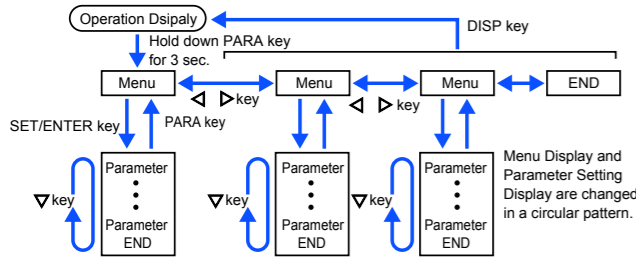 Operation Dsipaly
DISP key
Hold down PARA key
for 3 sec.
Menu
Menu
Menu
END
◁ ▷ key
◁ ▷ key
SET/ENTER key
PARA key
Parameter
Parameter
END
▽ key
Parameter
Parameter
END
▽ key
Parameter
Parameter
END
▽ key
Menu Display and
Parameter Setting
Display are changed
in a circular pattern.